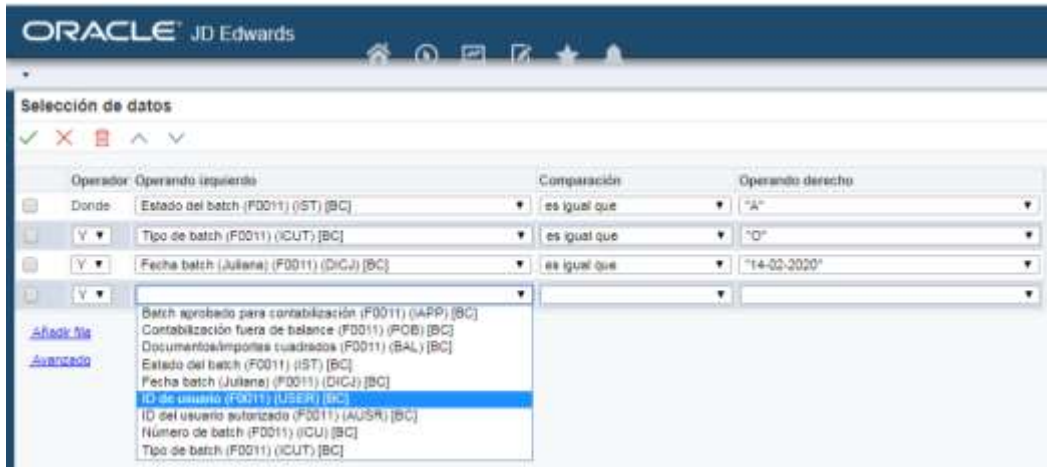 ORACLE JD Edwards
Selección de datos
Operador Operando izquierdo Comparación Operando derecho
Donde Estado del batch (F0011) (IST) [BC] es igual que "A"
Y Tipo de batch (F0011) (ICUT) [BC] es igual que "O"
Y Fecha batch (Juliana) (F0011) (DICJ) [BC] es igual que "14-02-2020"
Y
Batch aprobado para contabilización (F0011) (IAPP) [BC]
Contabilización fuera de balance (F0011) (POB) [BC]
Documentos/importes cuadrados (F0011) (BAL) [BC]
Estado del batch (F0011) (IST) [BC]
Fecha batch (Juliana) (F0011) (DICJ) [BC]
ID de usuario (F0011) (USER) [BC]
ID del usuario autorizado (F0011) (AUSR) [BC]
Número de batch (F0011) (ICU) [BC]
Tipo de batch (F0011) (ICUT) [BC]
Añadir fila
Avanzado